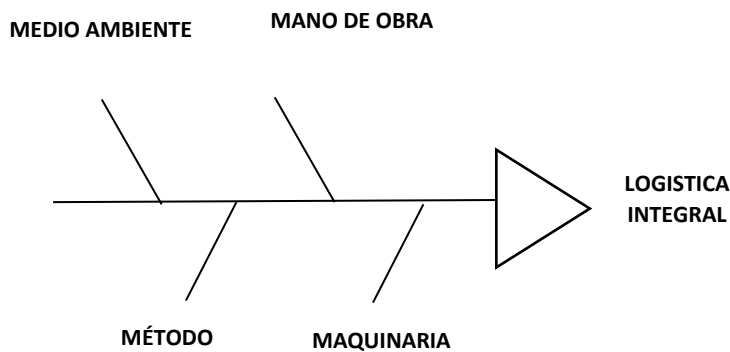 MEDIO AMBIENTE
MANO DE OBRA
LOGISTICA
INTEGRAL
MÉTODO
MAQUINARIA